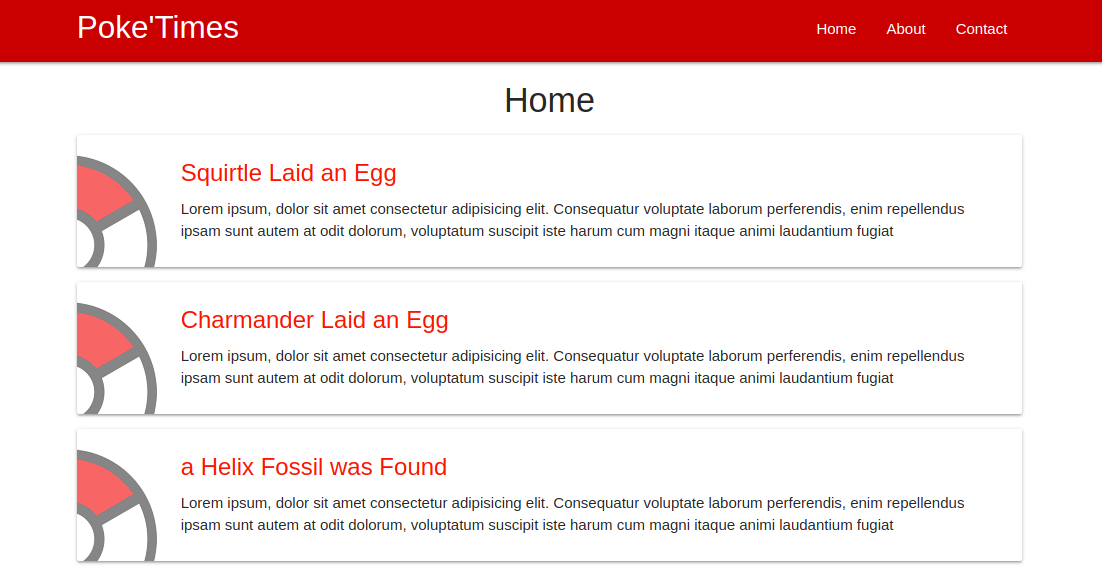 Poke'Times
Home
About
Contact
Home
Squirtle Laid an Egg
Lorem ipsum, dolor sit amet consectetur adipisicing elit. Consequatur voluptate laborum perferendis, enim repellendus
ipsam sunt autem at odit dolorum, voluptatum suscipit iste harum cum magni itaque animi laudantium fugiat
Charmander Laid an Egg
Lorem ipsum, dolor sit amet consectetur adipisicing elit. Consequatur voluptate laborum perferendis, enim repellendus
ipsam sunt autem at odit dolorum, voluptatum suscipit iste harum cum magni itaque animi laudantium fugiat
a Helix Fossil was Found
Lorem ipsum, dolor sit amet consectetur adipisicing elit. Consequatur voluptate laborum perferendis, enim repellendus
ipsam sunt autem at odit dolorum, voluptatum suscipit iste harum cum magni itaque animi laudantium fugiat